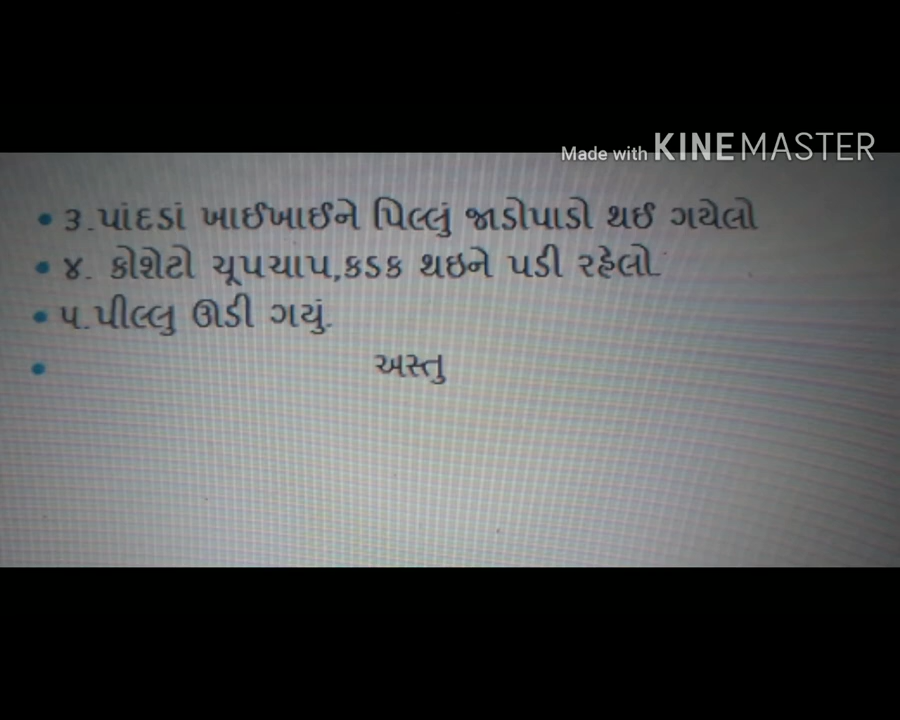 Made with KINEMASTER
• ૩.પાંદડાં ખાઈખાઈને પિલ્લું જાડોપાડો થઈ ગયેલો
• ૪. કોશેટો ચૂપચાપ,કડક થઇને પડી રહેલો.
• ૫.પીલ્લુ ઊડી ગયું.
• અસ્તુ